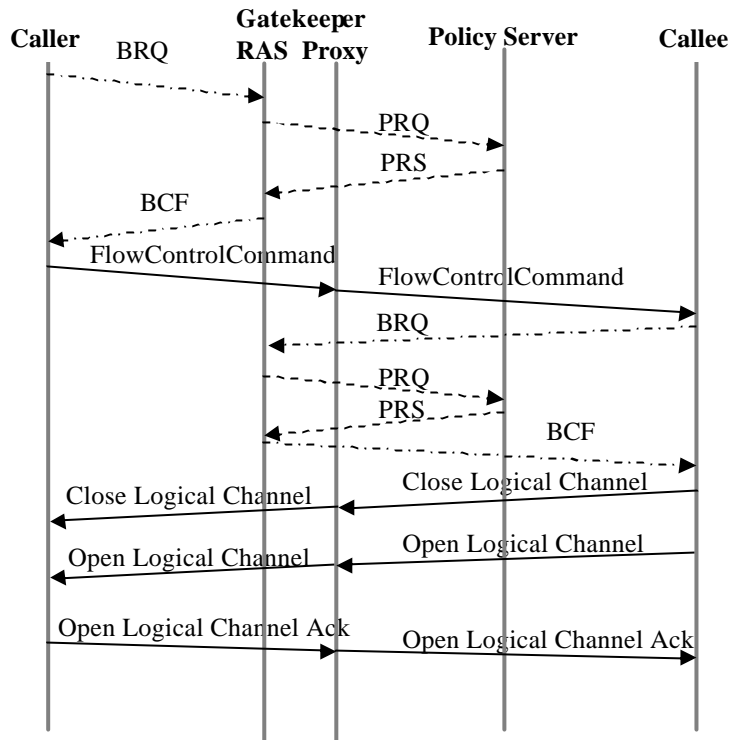 Gatekeeper
Caller
RAS Proxy
Policy Server
Callee
BRQ
PRQ
PRS
BCF
FlowControlCommand
FlowControlCommand
BRQ
PRQ
PRS
BCF
Close Logical Channel
Close Logical Channel
Open Logical Channel
Open Logical Channel
Open Logical Channel Ack
Open Logical Channel Ack